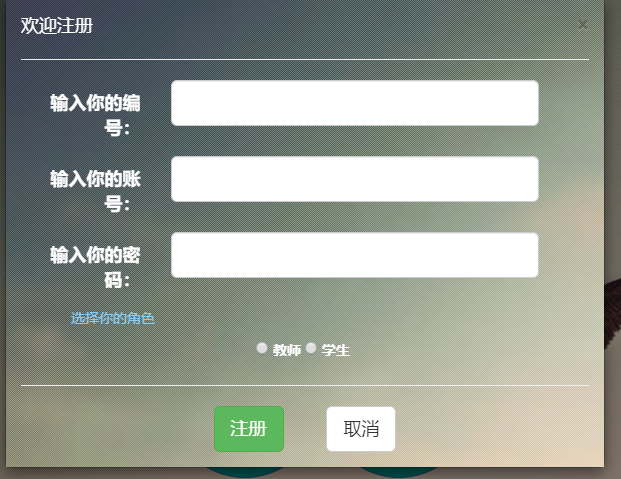 欢迎注册 ×
输入你的编
号：
输入你的账
号：
输入你的密
码：
选择你的角色
教师 学生
注册 取消